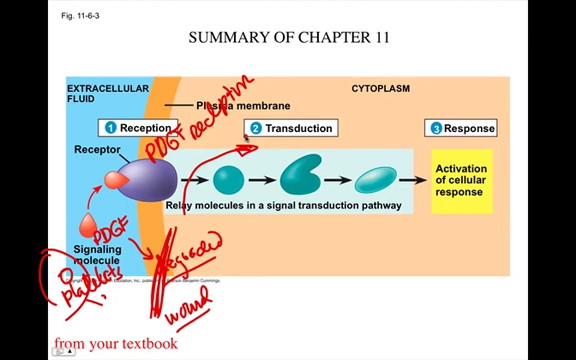 Fig. 11-6-3
SUMMARY OF CHAPTER 11
EXTRACELLULAR
FLUID
CYTOPLASM
Plasma membrane
1 Reception
2 Transduction
3 Response
Receptor
PDGF receptor
Relay molecules in a signal transduction pathway
Activation
of cellular
response
PDGF
Signaling
molecule
Platelets
wound
from your textbook